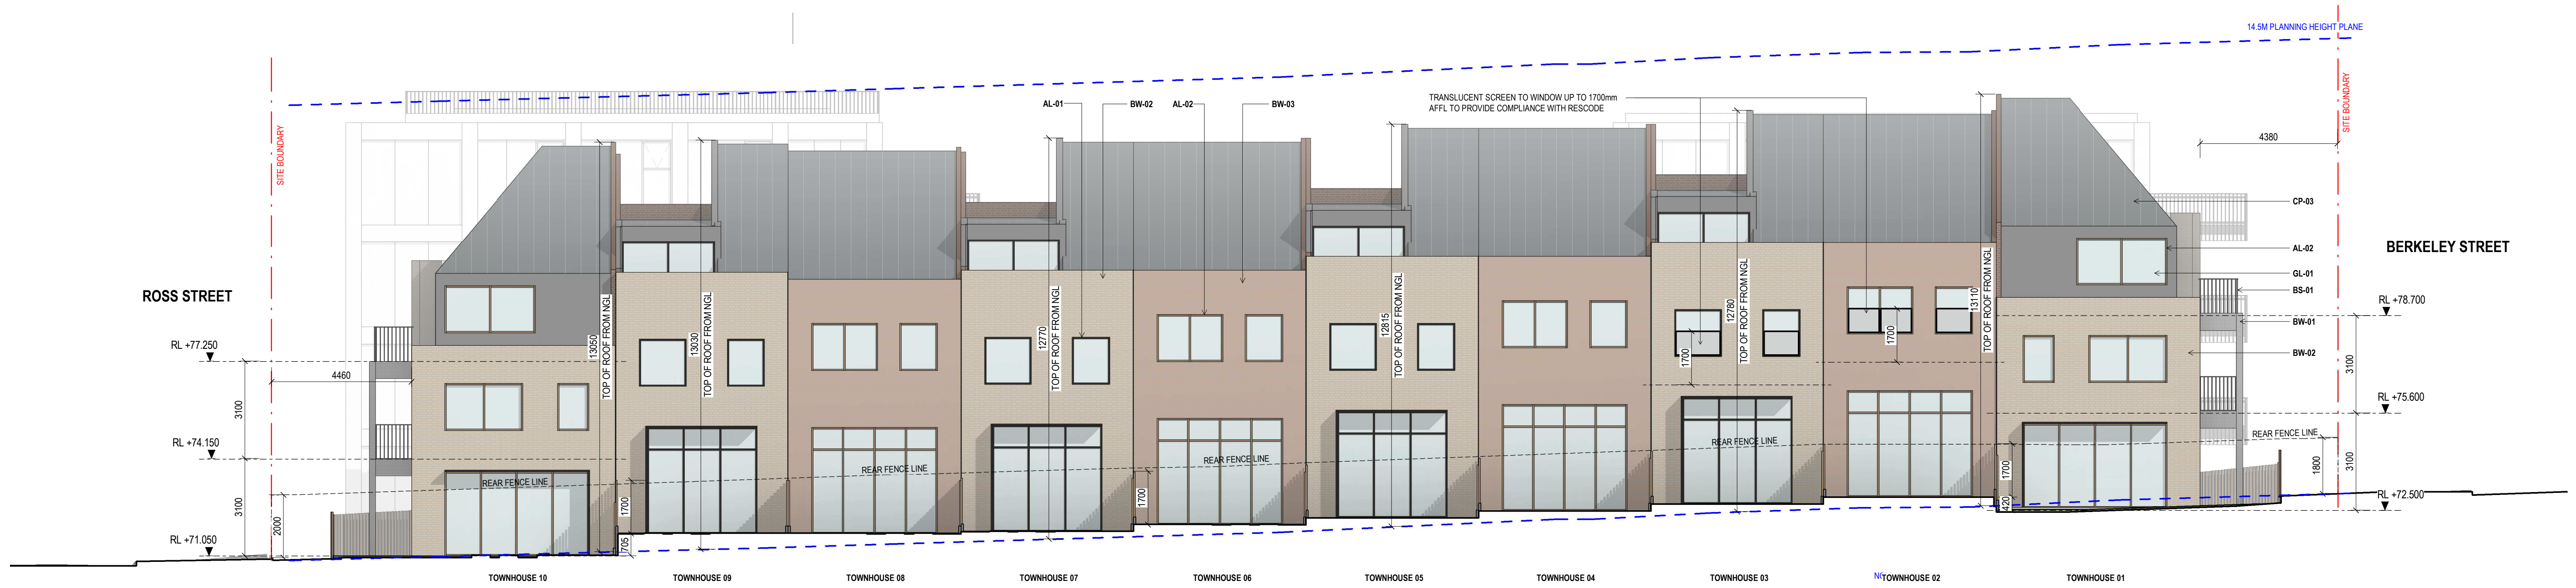 14.5M PLANNING HEIGHT PLANE
SITE BOUNDARY
SITE BOUNDARY
AL-01
BW-02
AL-02
BW-03
TRANSLUCENT SCREEN TO WINDOW UP TO 1700mm
AFFL TO PROVIDE COMPLIANCE WITH RESCODE
4380
CP-03
AL-02
GL-01
BS-01
BW-01
BW-02
ROSS STREET
BERKELEY STREET
RL +77.250
RL +74.150
RL +71.050
4460
3100
3100
2000
RL +78.700
RL +75.600
RL +72.500
3100
3100
1800
13050
TOP OF ROOF FROM NGL
13030
TOP OF ROOF FROM NGL
12770
TOP OF ROOF FROM NGL
12815
TOP OF ROOF FROM NGL
12780
TOP OF ROOF FROM NGL
13110
TOP OF ROOF FROM NGL
1700
1700
REAR FENCE LINE
REAR FENCE LINE
REAR FENCE LINE
REAR FENCE LINE
REAR FENCE LINE
1700
705
1700
1700
420
TOWNHOUSE 10
TOWNHOUSE 09
TOWNHOUSE 08
TOWNHOUSE 07
TOWNHOUSE 06
TOWNHOUSE 05
TOWNHOUSE 04
TOWNHOUSE 03
TOWNHOUSE 02
TOWNHOUSE 01